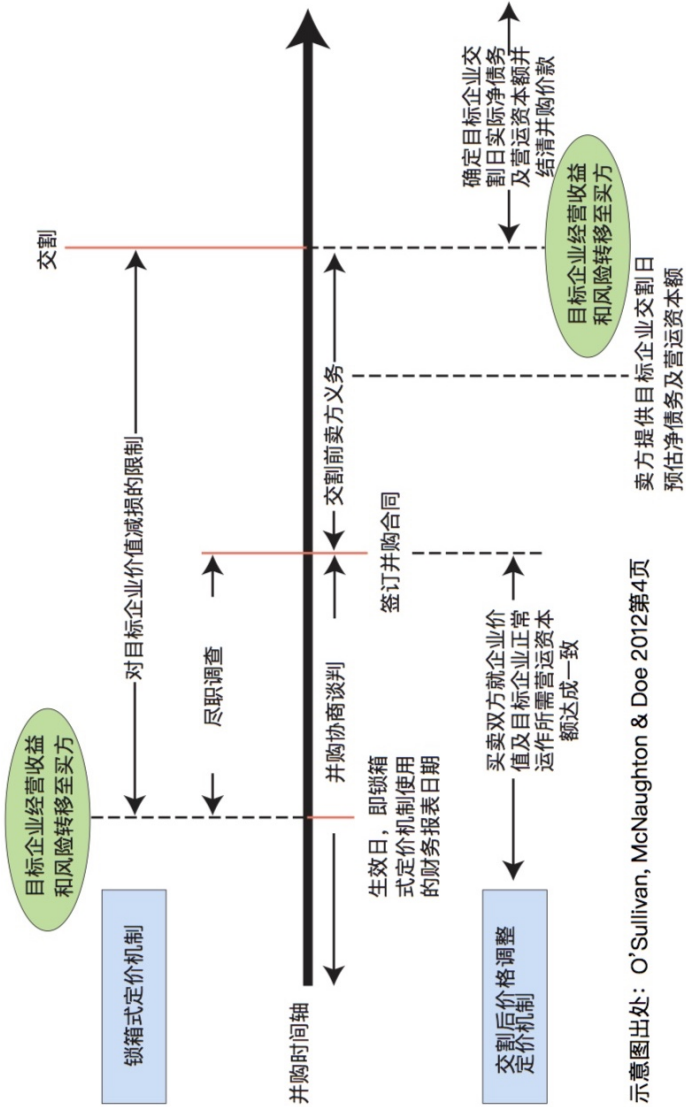 目标企业经营收益
和风险转移至买方
锁箱式定价机制
对目标企业价值减损的限制
交割
尽职调查
并购时间轴
并购协商谈判
交割前卖方义务
生效日，即锁箱
式定价机制使用
的财务报表日期
签订并购合同
确定目标企业交
割日实际净债务
及营运资本额并
结清并购价款
交割后价格调整
定价机制
买卖双方就企业价
值及目标企业正常
运作所需营运资本
额达成一致
目标企业经营收益
和风险转移至买方
卖方提供目标企业交割日
预估净债务及营运资本额
示意图出处：O'Sullivan, McNaughton & Doe 2012第4页